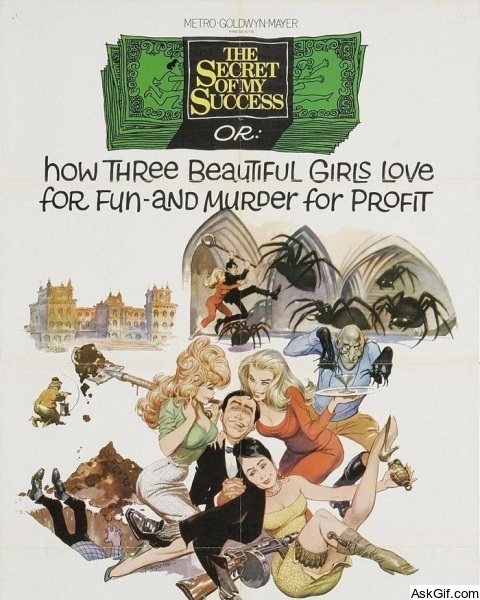 METRO-GOLDWYN-MAYER
PRESENTS
THE
SECRET
OF MY
SUCCESS
OR:
HOW THREE BEAUTIFUL GIRLS LOVE
FOR FUN-AND MURDER FOR PROFIT
AskGif.com